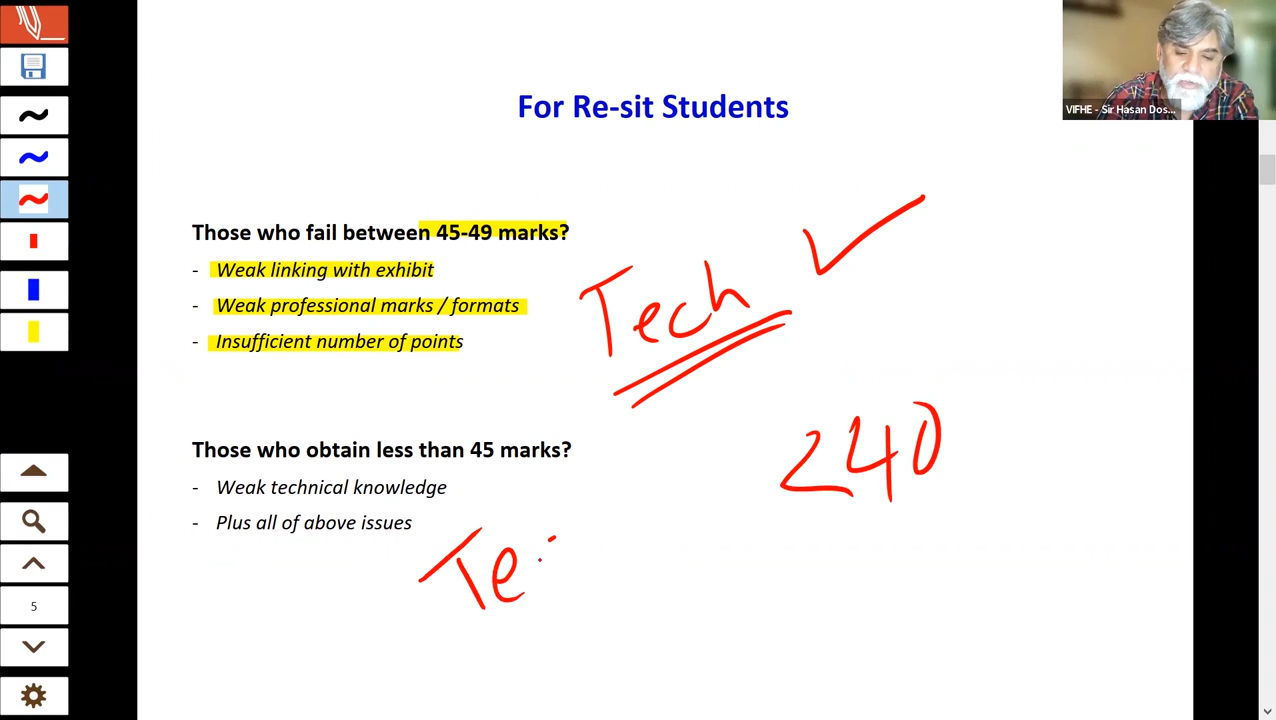 VIFHE - Sir Hasan Dos...
For Re-sit Students
Those who fail between 45-49 marks?
- Weak linking with exhibit
- Weak professional marks / formats
- Insufficient number of points
Tech
Those who obtain less than 45 marks?
- Weak technical knowledge
- Plus all of above issues
240
Te
5